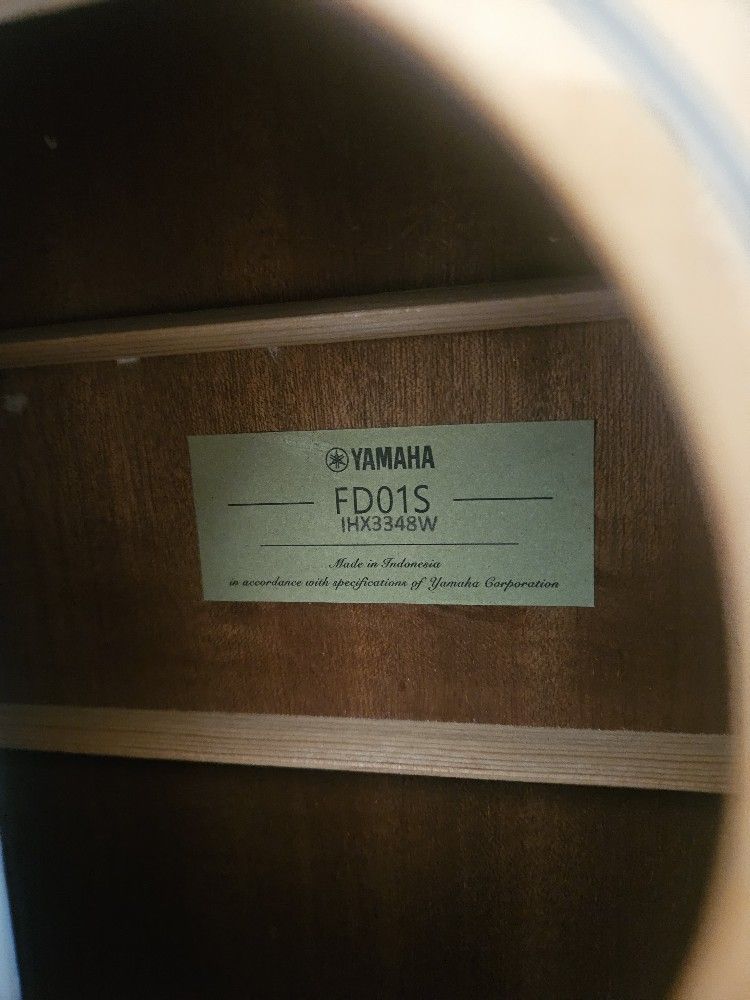 YAMAHA
FD01S
IHX3348W
Made in Indonesia
in accordance with specifications of Yamaha Corporation